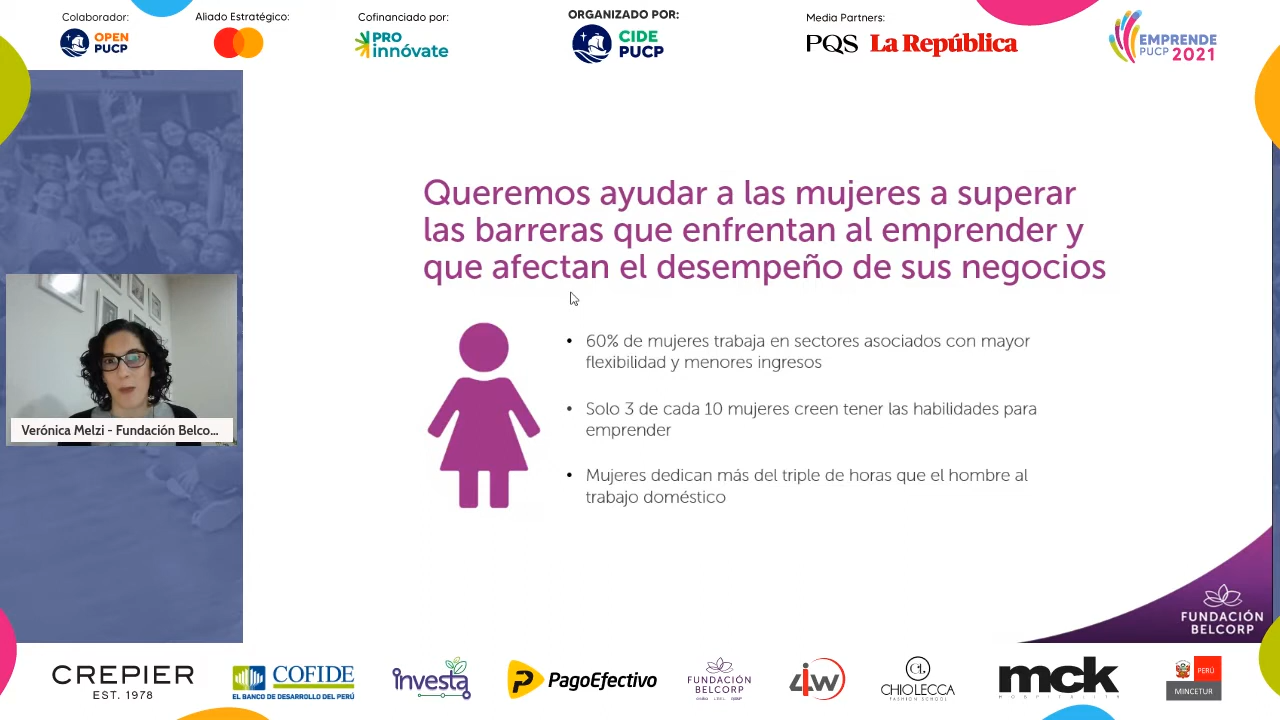 Colaborador:
OPEN
PUCP
Aliado Estratégico:
Cofinanciado por:
PRO
innóvate
ORGANIZADO POR:
CIDE
PUCP
Media Partners:
PQS
La República
EMPRENDE
PUCP
2021
Queremos ayudar a las mujeres a superar
las barreras que enfrentan al emprender y
que afectan el desempeño de sus negocios
• 60% de mujeres trabaja en sectores asociados con mayor
flexibilidad y menores ingresos
• Solo 3 de cada 10 mujeres creen tener las habilidades para
emprender
• Mujeres dedican más del triple de horas que el hombre al
trabajo doméstico
Verónica Melzi - Fundación Belco...
FUNDACIÓN
BELCORP
CREPIER
EST. 1978
COFIDE
EL BANCO DE DESARROLLO DEL PERÚ
investa
PagoEfectivo
FUNDACIÓN
BELCORP
4iw
CL
CHIOLECCA
FASHION SCHOOL
mck
HOSPITALITY
PERÚ
MINCETUR